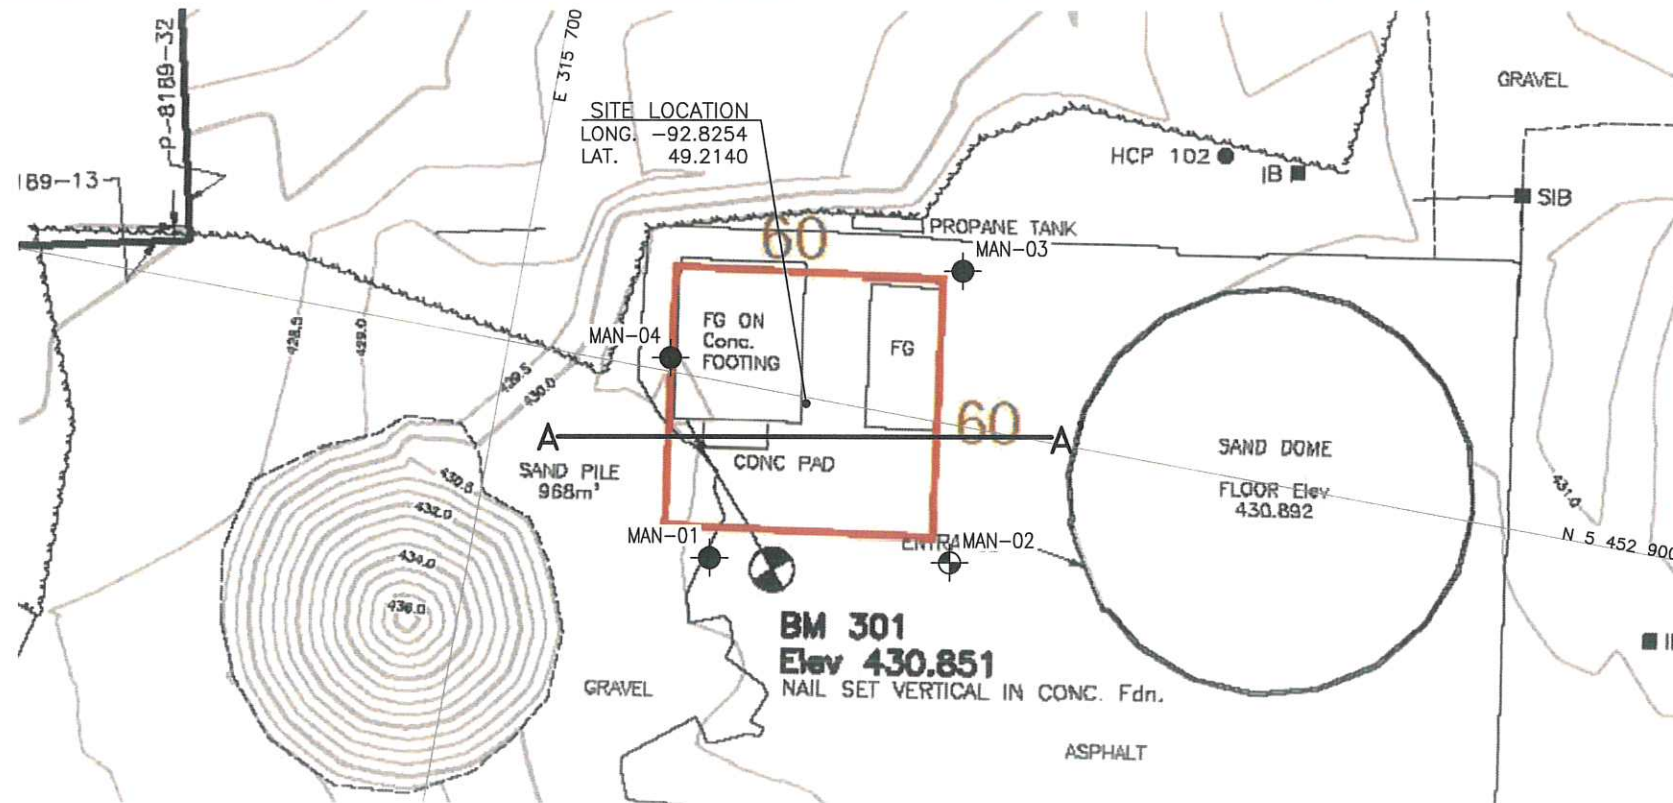 P-8189-32
E 315 700
GRAVEL
SITE LOCATION
LONG. -92.8254
LAT. 49.2140
HCP 102
IB
SIB
189-13
PROPANE TANK
60
MAN-03
428.5
429.0
429.5
430.0
MAN-04
FG ON
Conc.
FOOTING
FG
60
A
A
SAND PILE
968m³
CONC PAD
SAND DOME
FLOOR Elev
430.892
431.0
430.5
432.0
434.0
436.0
MAN-01
MAN-02
N 5 452 900
BM 301
Elev 430.851
NAIL SET VERTICAL IN CONC. Fdn.
GRAVEL
ASPHALT